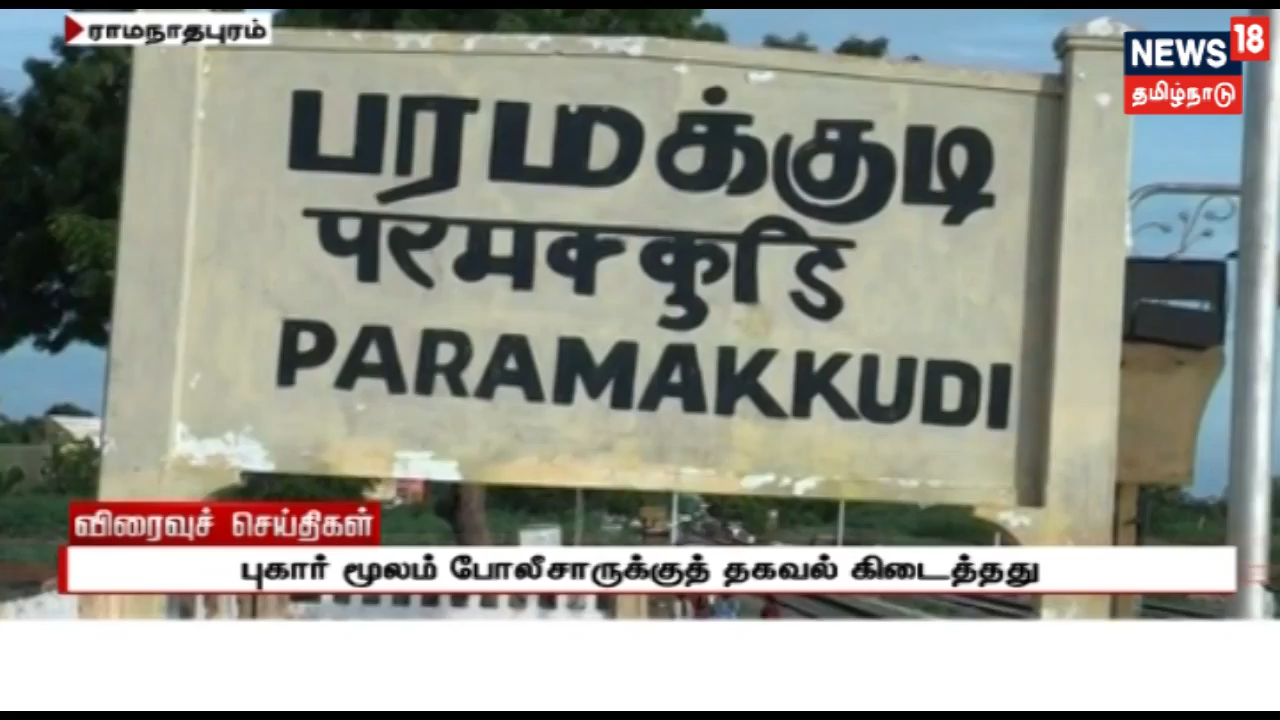 ராமநாதபுரம்
NEWS 18
தமிழ்நாடு
பரமக்குடி
परमक्कुडि
PARAMAKKUDI
விரைவுச் செய்திகள்
புகார் மூலம் போலீசாருக்குத் தகவல் கிடைத்தது